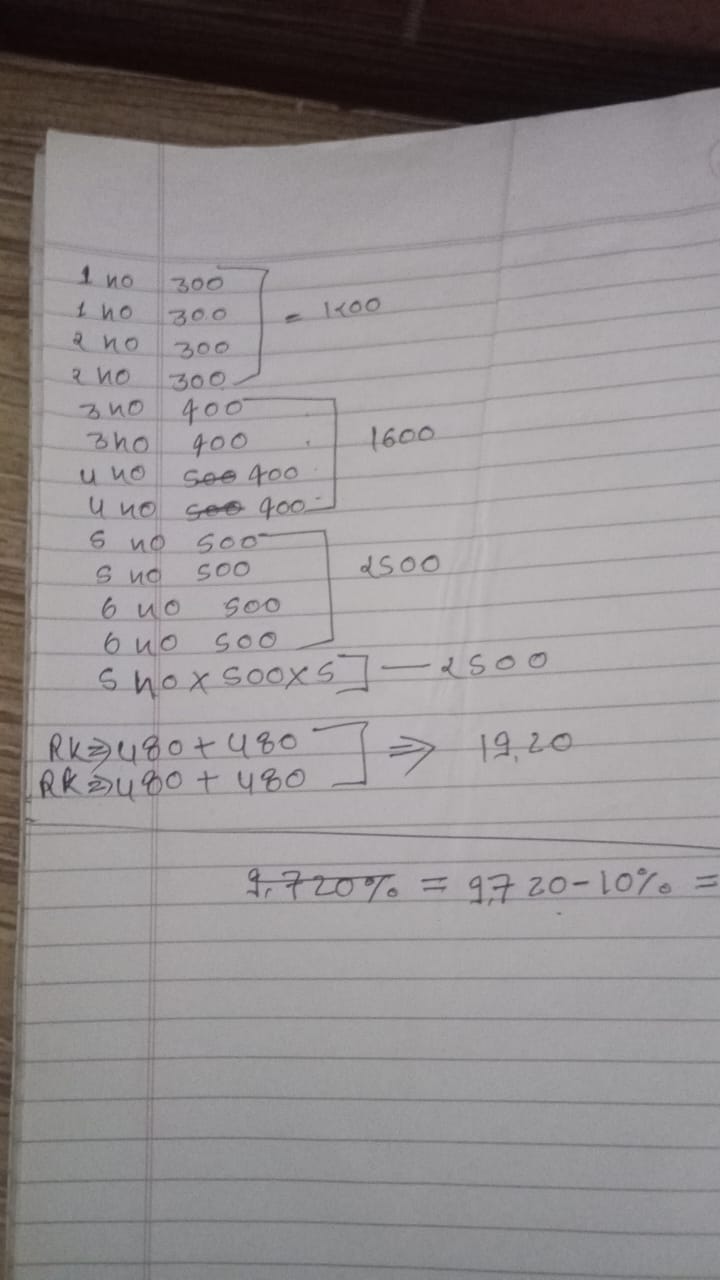 1 no 300
1 no 300 = 1200
2 no 300
2 no 300
3 no 400
3 no 400 1600
4 no 500 400
4 no 500 400
5 no 500
5 no 500 2500
6 no 500
6 no 500
5 no x 500 x 5] — 2500
RK => 480 + 480 => 19,20
RK => 480 + 480
9,720% = 9,720 - 10% =